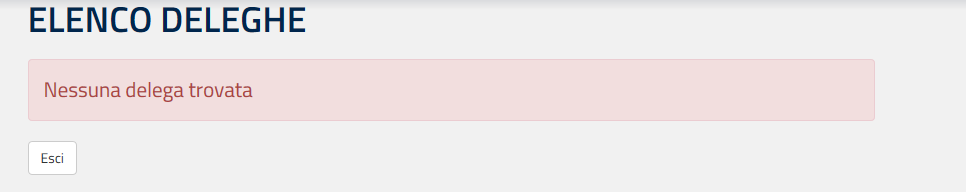 ELENCO DELEGHE
Nessuna delega trovata
Esci